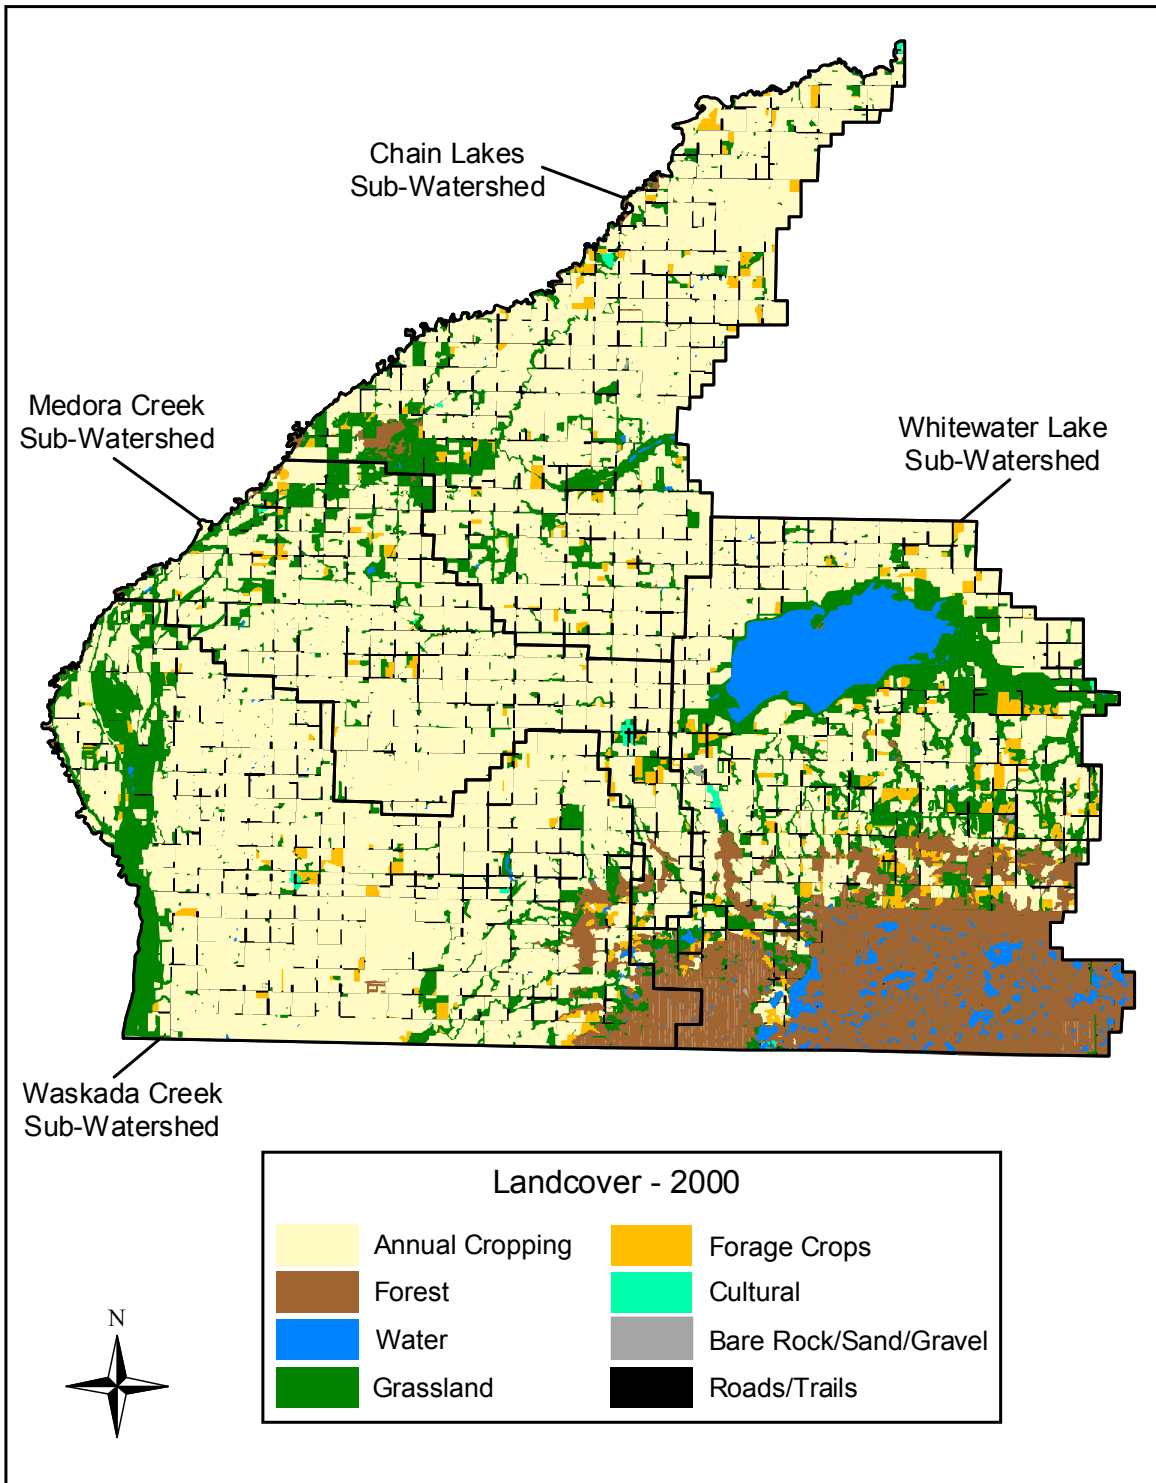 Chain Lakes
Sub-Watershed
Medora Creek
Sub-Watershed
Whitewater Lake
Sub-Watershed
Waskada Creek
Sub-Watershed
Landcover - 2000
Annual Cropping
Forage Crops
Forest
Cultural
Water
Bare Rock/Sand/Gravel
Grassland
Roads/Trails
N